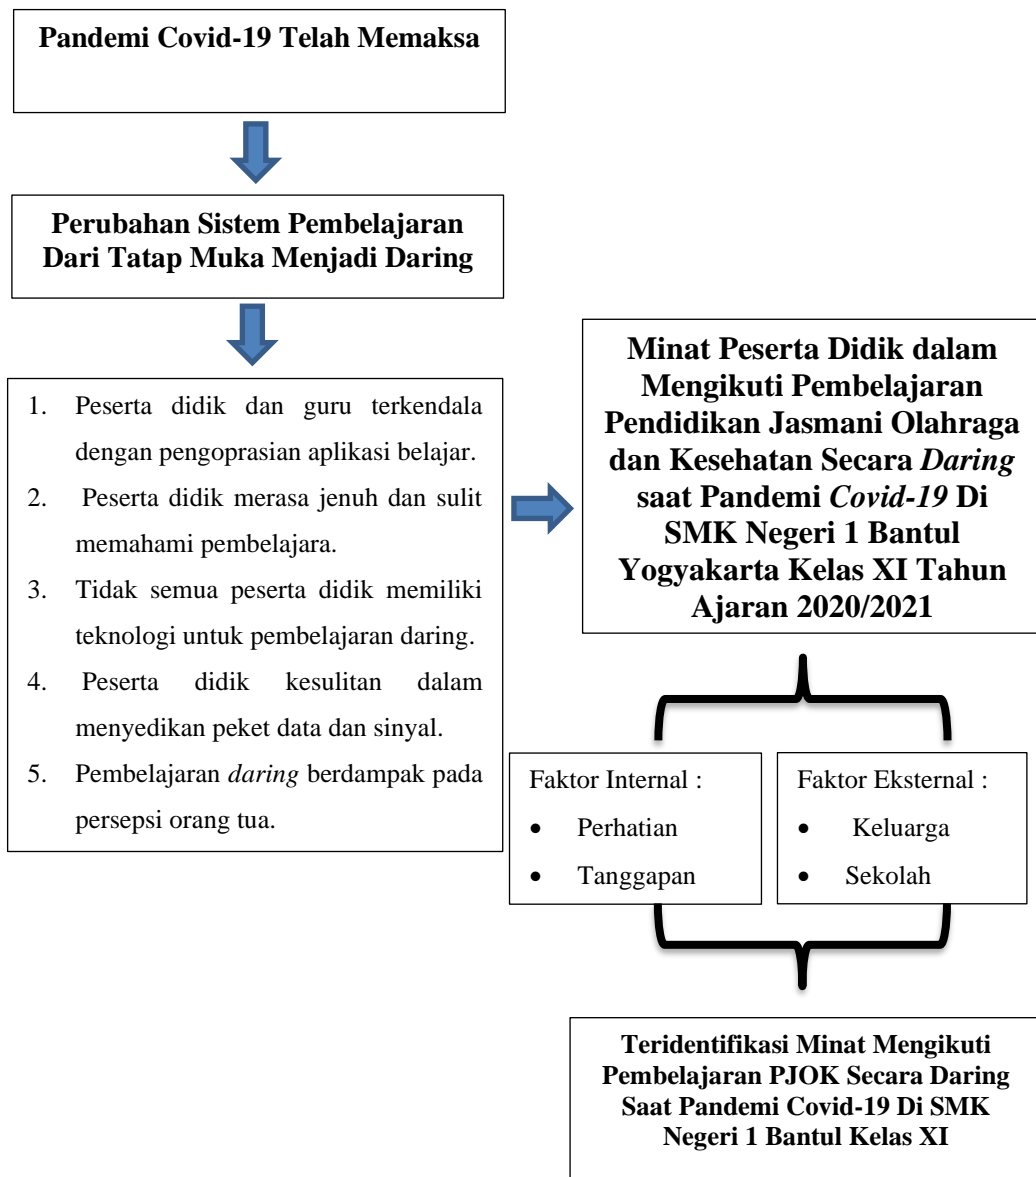 Pandemi Covid-19 Telah Memaksa
Perubahan Sistem Pembelajaran
Dari Tatap Muka Menjadi Daring
1. Peserta didik dan guru terkendala
dengan pengoprasian aplikasi belajar.
2. Peserta didik merasa jenuh dan sulit
memahami pembelajara.
3. Tidak semua peserta didik memiliki
teknologi untuk pembelajaran daring.
4. Peserta didik kesulitan dalam
menyedikan peket data dan sinyal.
5. Pembelajaran daring berdampak pada
persepsi orang tua.
Minat Peserta Didik dalam
Mengikuti Pembelajaran
Pendidikan Jasmani Olahraga
dan Kesehatan Secara Daring
saat Pandemi Covid-19 Di
SMK Negeri 1 Bantul
Yogyakarta Kelas XI Tahun
Ajaran 2020/2021
Faktor Internal :
• Perhatian
• Tanggapan
Faktor Eksternal :
• Keluarga
• Sekolah
Teridentifikasi Minat Mengikuti
Pembelajaran PJOK Secara Daring
Saat Pandemi Covid-19 Di SMK
Negeri 1 Bantul Kelas XI